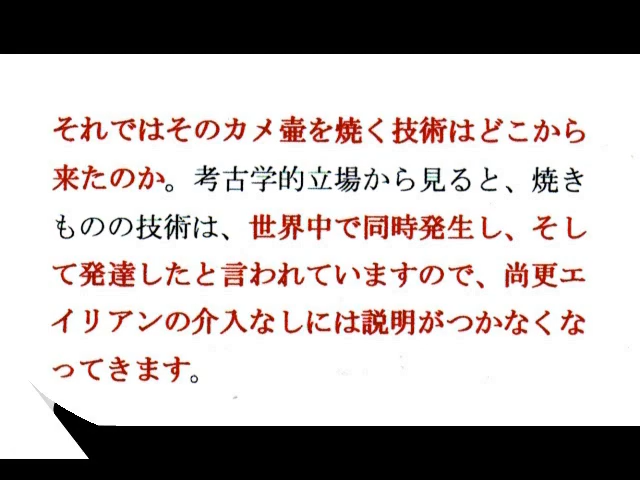 それではそのカメ壷を焼く技術はどこから
来たのか。考古学的立場から見ると、焼き
ものの技術は、世界中で同時発生し、そし
て発達したと言われていますので、尚更エ
イリアンの介入なしには説明がつかなくな
ってきます。